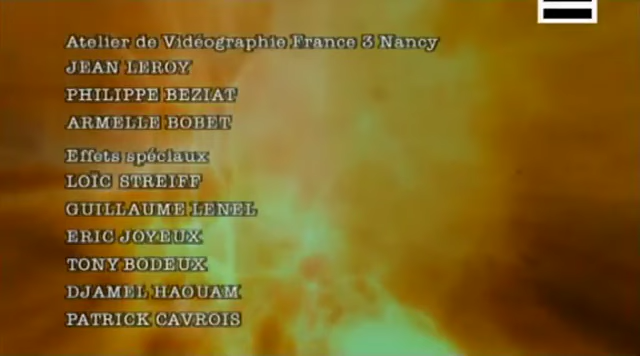 Atelier de Vidéographie France 3 Nancy
JEAN LEROY
PHILIPPE BEZIAT
ARMELLE BOBET
Effets spéciaux
LOÏC STREIFF
GUILLAUME LENEL
ERIC JOYEUX
TONY BODEUX
DJAMEL HAOUAM
PATRICK CAVROIS